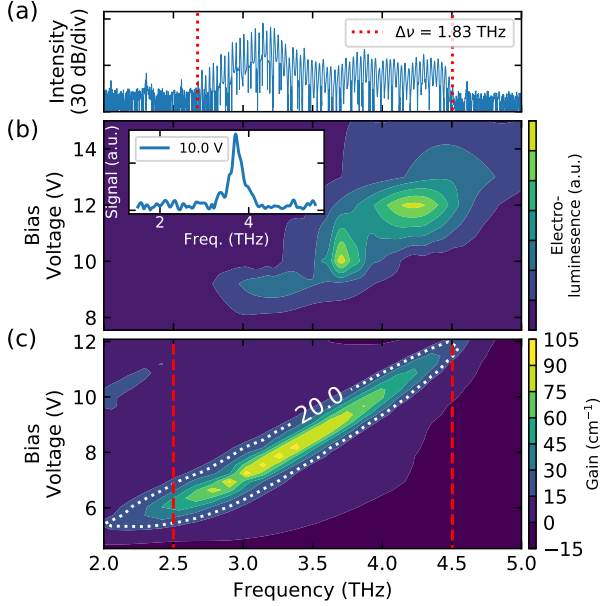 (a)
Intensity
(30 dB/div)
Δν = 1.83 THz
(b)
Bias
Voltage (V)
14
12
10
8
Signal (a.u.)
10.0 V
2
4
Freq. (THz)
Electro-
luminesence (a.u.)
(c)
Bias
Voltage (V)
12
10
8
6
20.0
2.0
2.5
3.0
3.5
4.0
4.5
5.0
Frequency (THz)
105
90
75
60
45
30
15
0
−15
Gain (cm⁻¹)